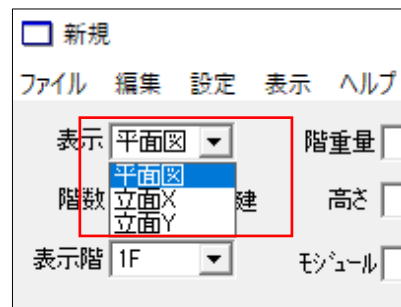 新規
ファイル 編集 設定 表示 ヘルプ
表示 平面図 階重量
平面図
階数 立面X 建 高さ
立面Y
表示階 1F ﾓｼﾞｭｰﾙ